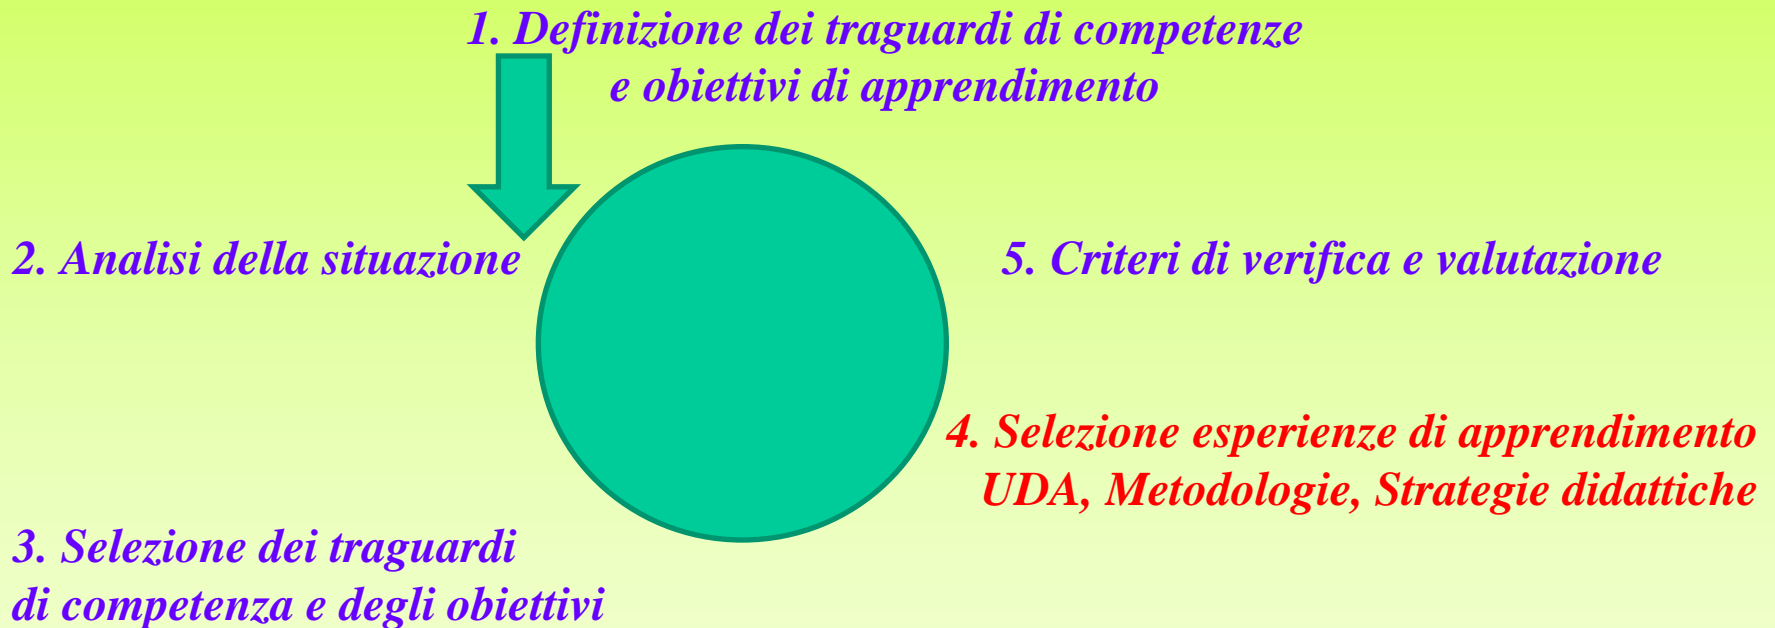 1. Definizione dei traguardi di competenze
e obiettivi di apprendimento
2. Analisi della situazione
5. Criteri di verifica e valutazione
4. Selezione esperienze di apprendimento
UDA, Metodologie, Strategie didattiche
3. Selezione dei traguardi
di competenza e degli obiettivi